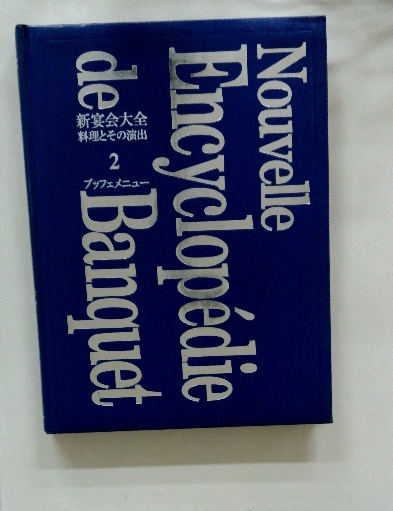 Nouvelle
Encyclopédie
de Banquet
新宴会大全
料理とその演出
2
ブッフェメニュー